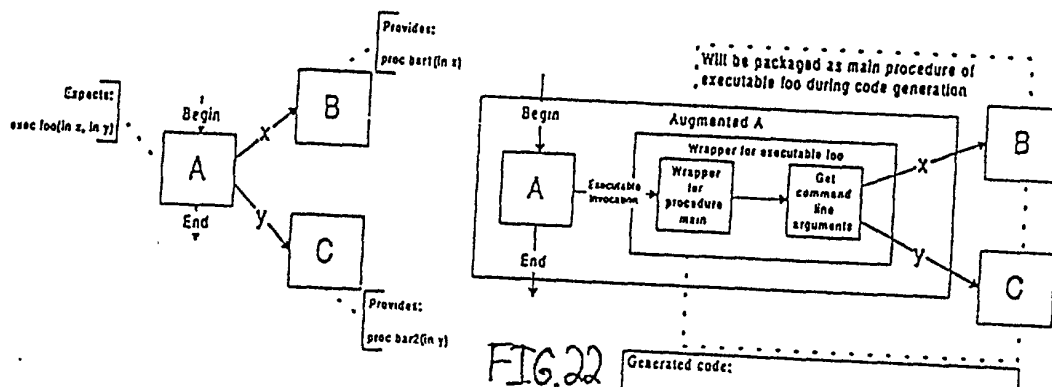 Provides:
proc bar1(in x)
Expects:
exec foo(in x, in y)
Begin
A
x
B
y
End
C
Provides:
proc bar2(in y)
Will be packaged as main procedure of
executable foo during code generation
Begin
Augmented A
Wrapper for executable foo
A
Executable
Invocation
Wrapper
for
procedure
main
Get
command
line
arguments
x
B
y
End
C
FIG.22
Generated code: